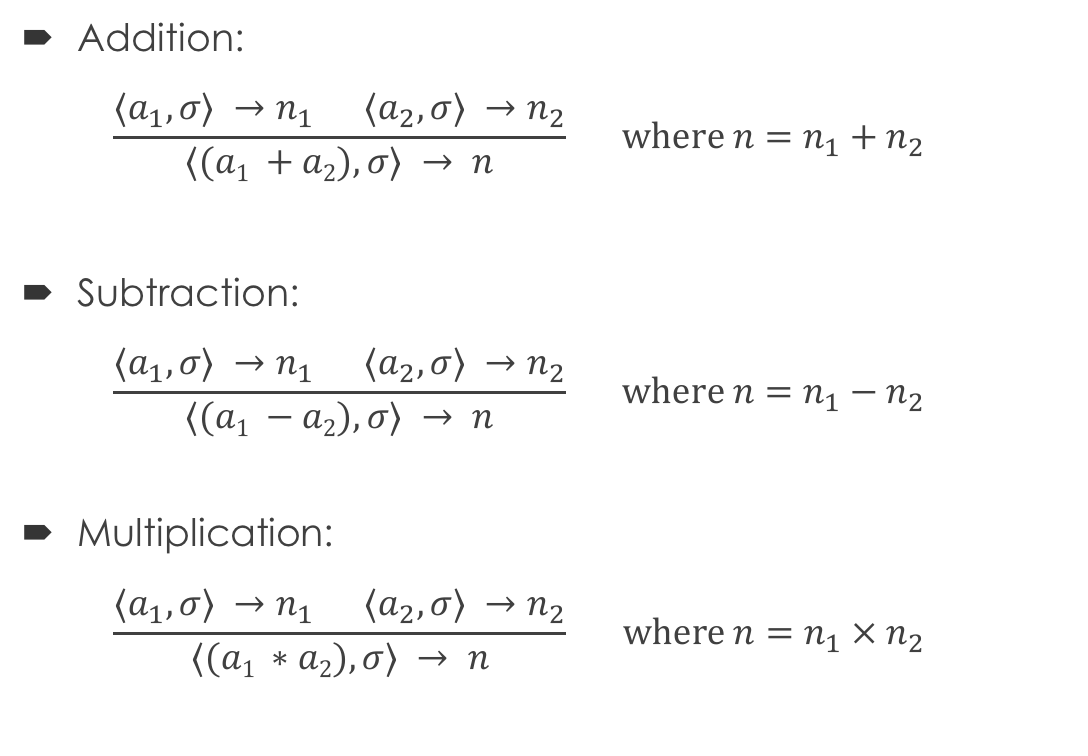 Addition:
⟨a₁, σ⟩ → n₁ ⟨a₂, σ⟩ → n₂
⟨(a₁ + a₂), σ⟩ → n
where n = n₁ + n₂
Subtraction:
⟨a₁, σ⟩ → n₁ ⟨a₂, σ⟩ → n₂
⟨(a₁ − a₂), σ⟩ → n
where n = n₁ − n₂
Multiplication:
⟨a₁, σ⟩ → n₁ ⟨a₂, σ⟩ → n₂
⟨(a₁ * a₂), σ⟩ → n
where n = n₁ × n₂